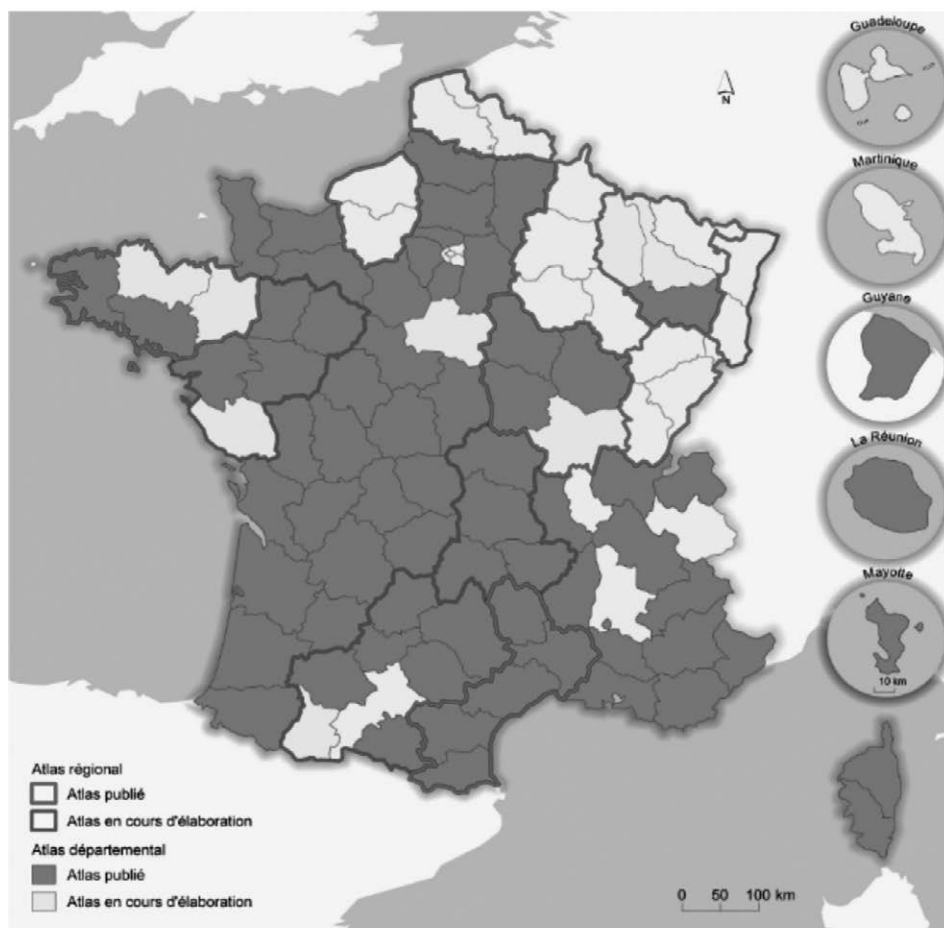 Guadeloupe
N
Martinique
Guyane
La Réunion
Mayotte
10 km
Atlas régional
Atlas publié
Atlas en cours d'élaboration
Atlas départemental
Atlas publié
Atlas en cours d'élaboration
0 50 100 km